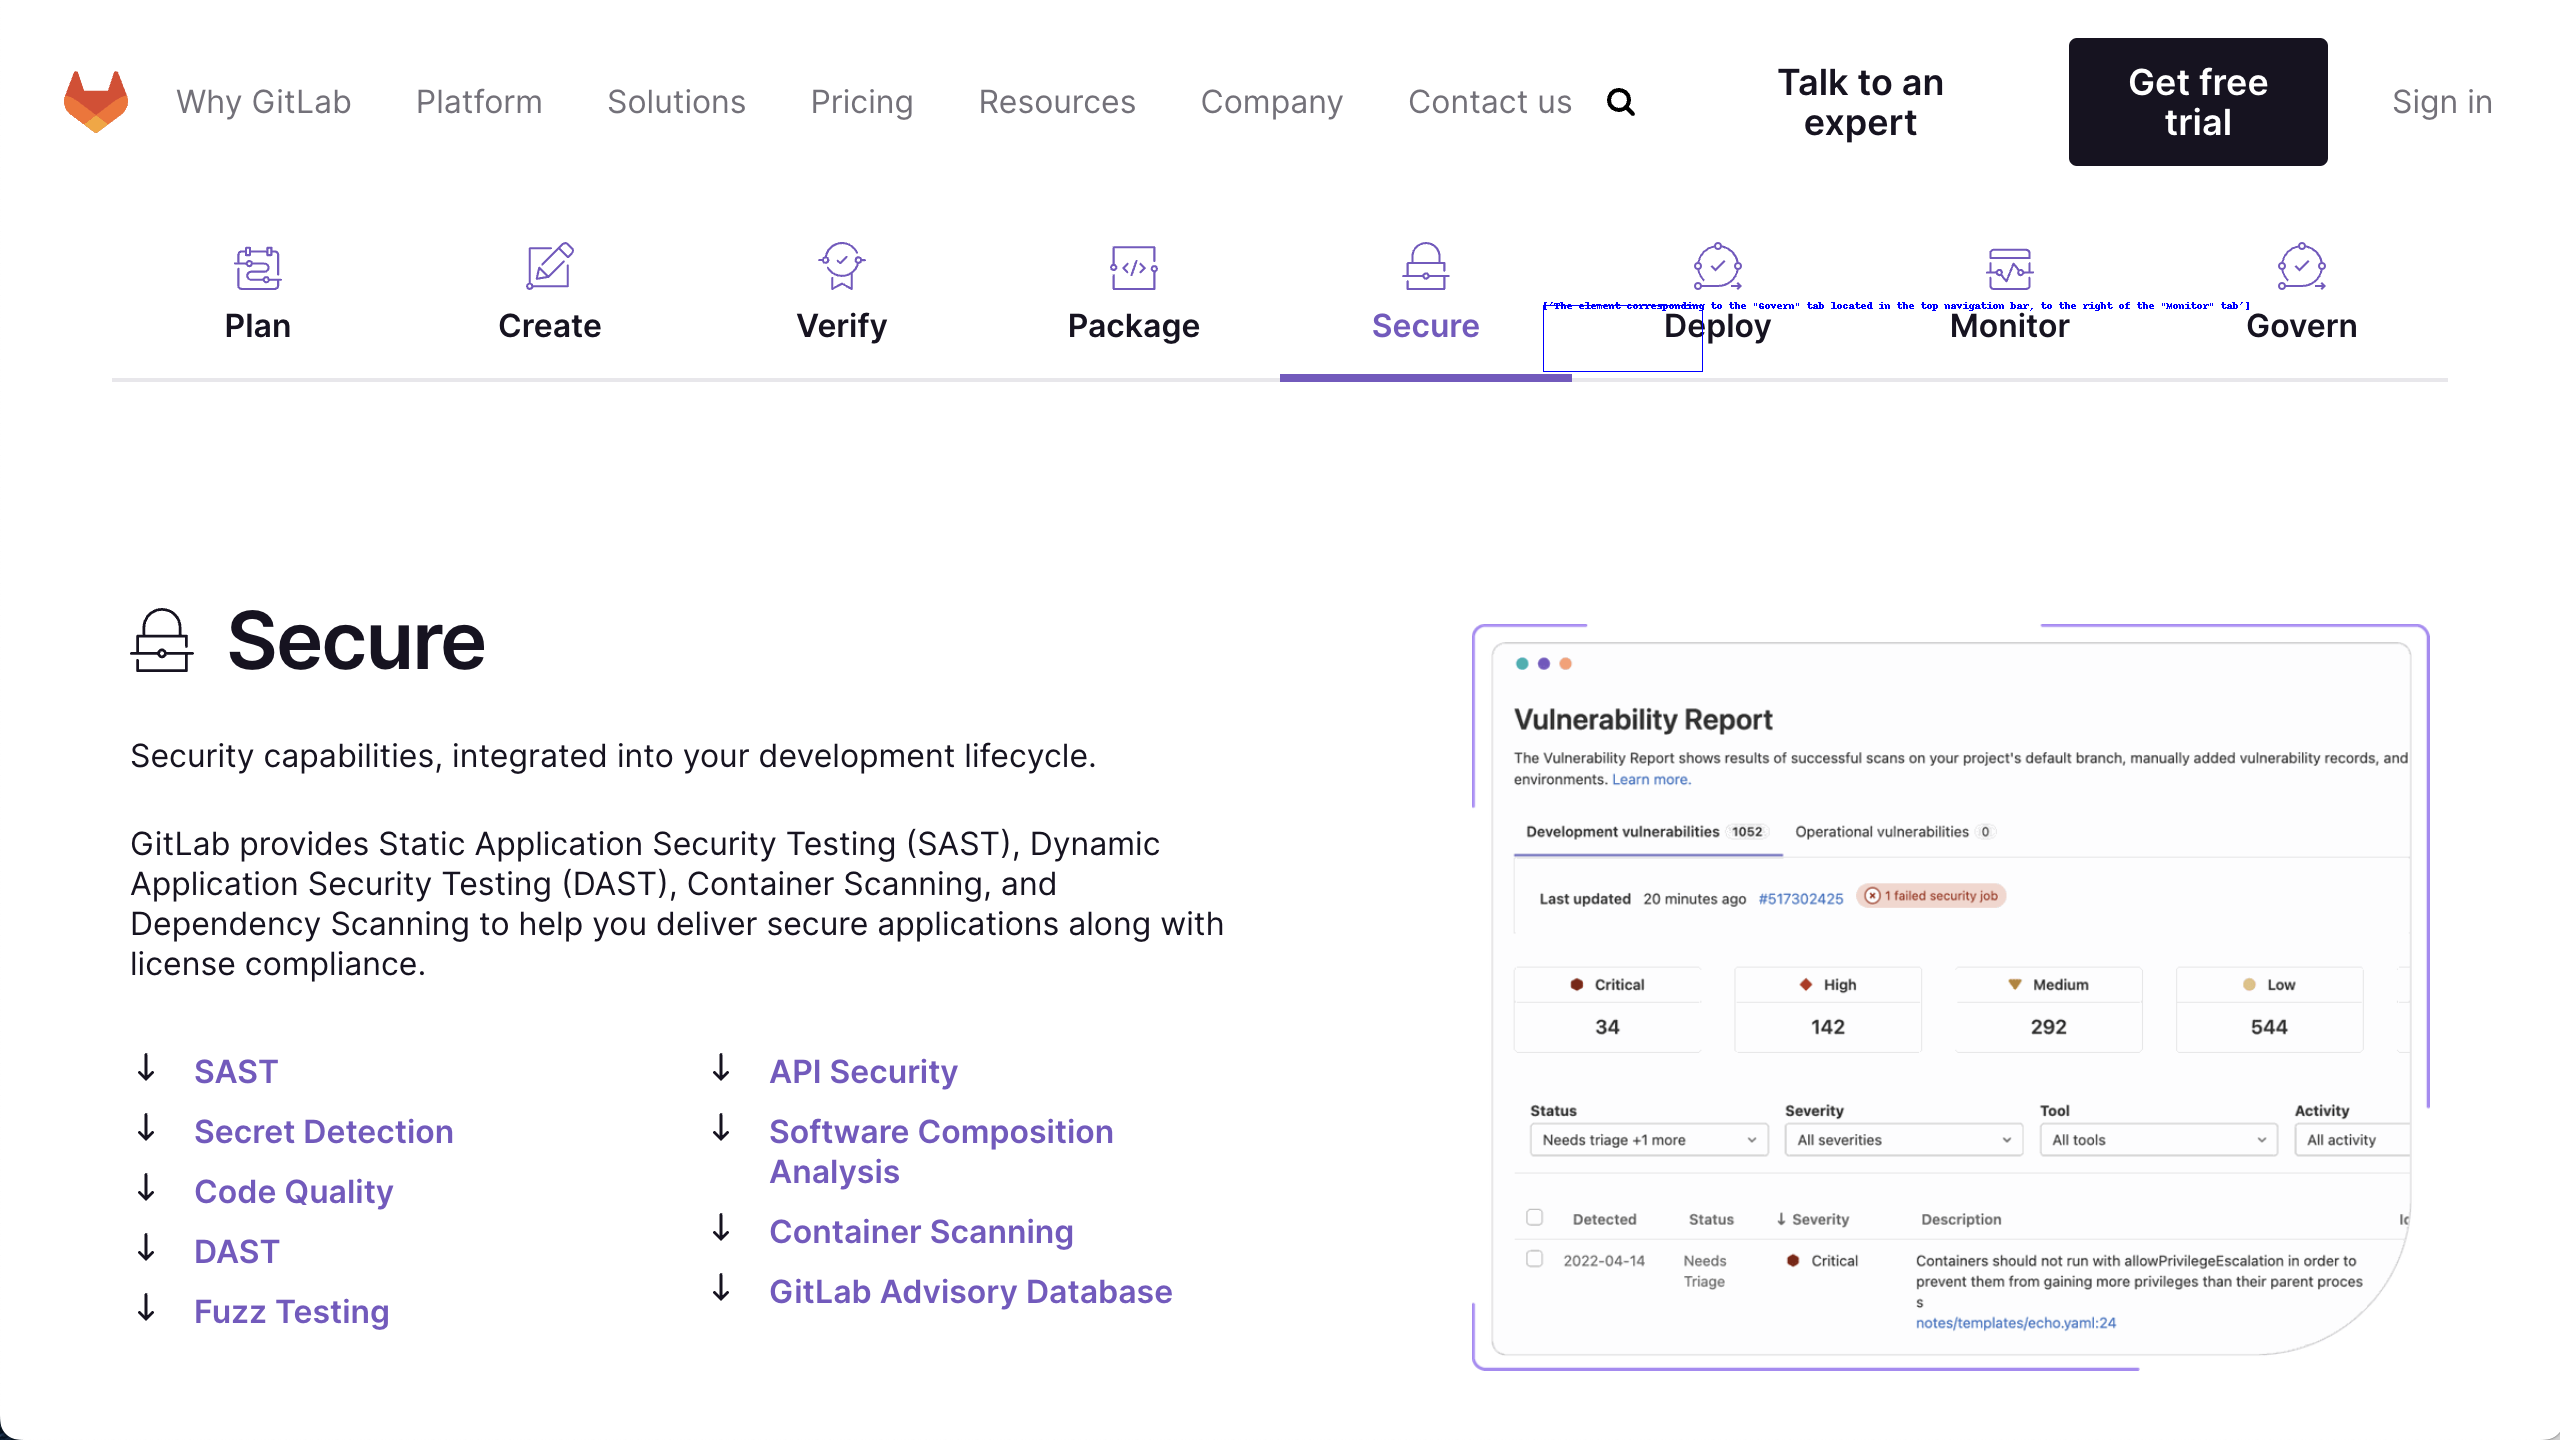 Why GitLab
Platform
Solutions
Pricing
Resources
Company
Contact us
Talk to an
expert
Get free
trial
Sign in
Plan
Create
Verify
Package
Secure
Deploy
Monitor
Govern
['The element corresponding to the "Govern" tab located in the top navigation bar, to the right of the "Monitor" tab']
Secure
Security capabilities, integrated into your development lifecycle.
GitLab provides Static Application Security Testing (SAST), Dynamic
Application Security Testing (DAST), Container Scanning, and
Dependency Scanning to help you deliver secure applications along with
license compliance.
SAST
Secret Detection
Code Quality
DAST
Fuzz Testing
API Security
Software Composition
Analysis
Container Scanning
GitLab Advisory Database
Vulnerability Report
The Vulnerability Report shows results of successful scans on your project's default branch, manually added vulnerability records, and
environments. Learn more.
Development vulnerabilities 1052
Operational vulnerabilities 0
Last updated 20 minutes ago #517302425 1 failed security job
Critical
34
High
142
Medium
292
Low
544
Status
Needs triage +1 more
Severity
All severities
Tool
All tools
Activity
All activity
Detected Status Severity Description
2022-04-14
Needs
Triage
Critical
Containers should not run with allowPrivilegeEscalation in order to
prevent them from gaining more privileges than their parent proces
s
notes/templates/echo.yaml:24